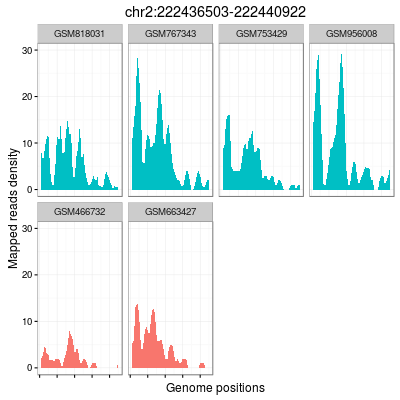 chr2:222436503-222440922
GSM818031 GSM767343 GSM753429 GSM956008
30
20
10
0
GSM466732 GSM663427
30
20
10
0
Mapped reads density
Genome positions